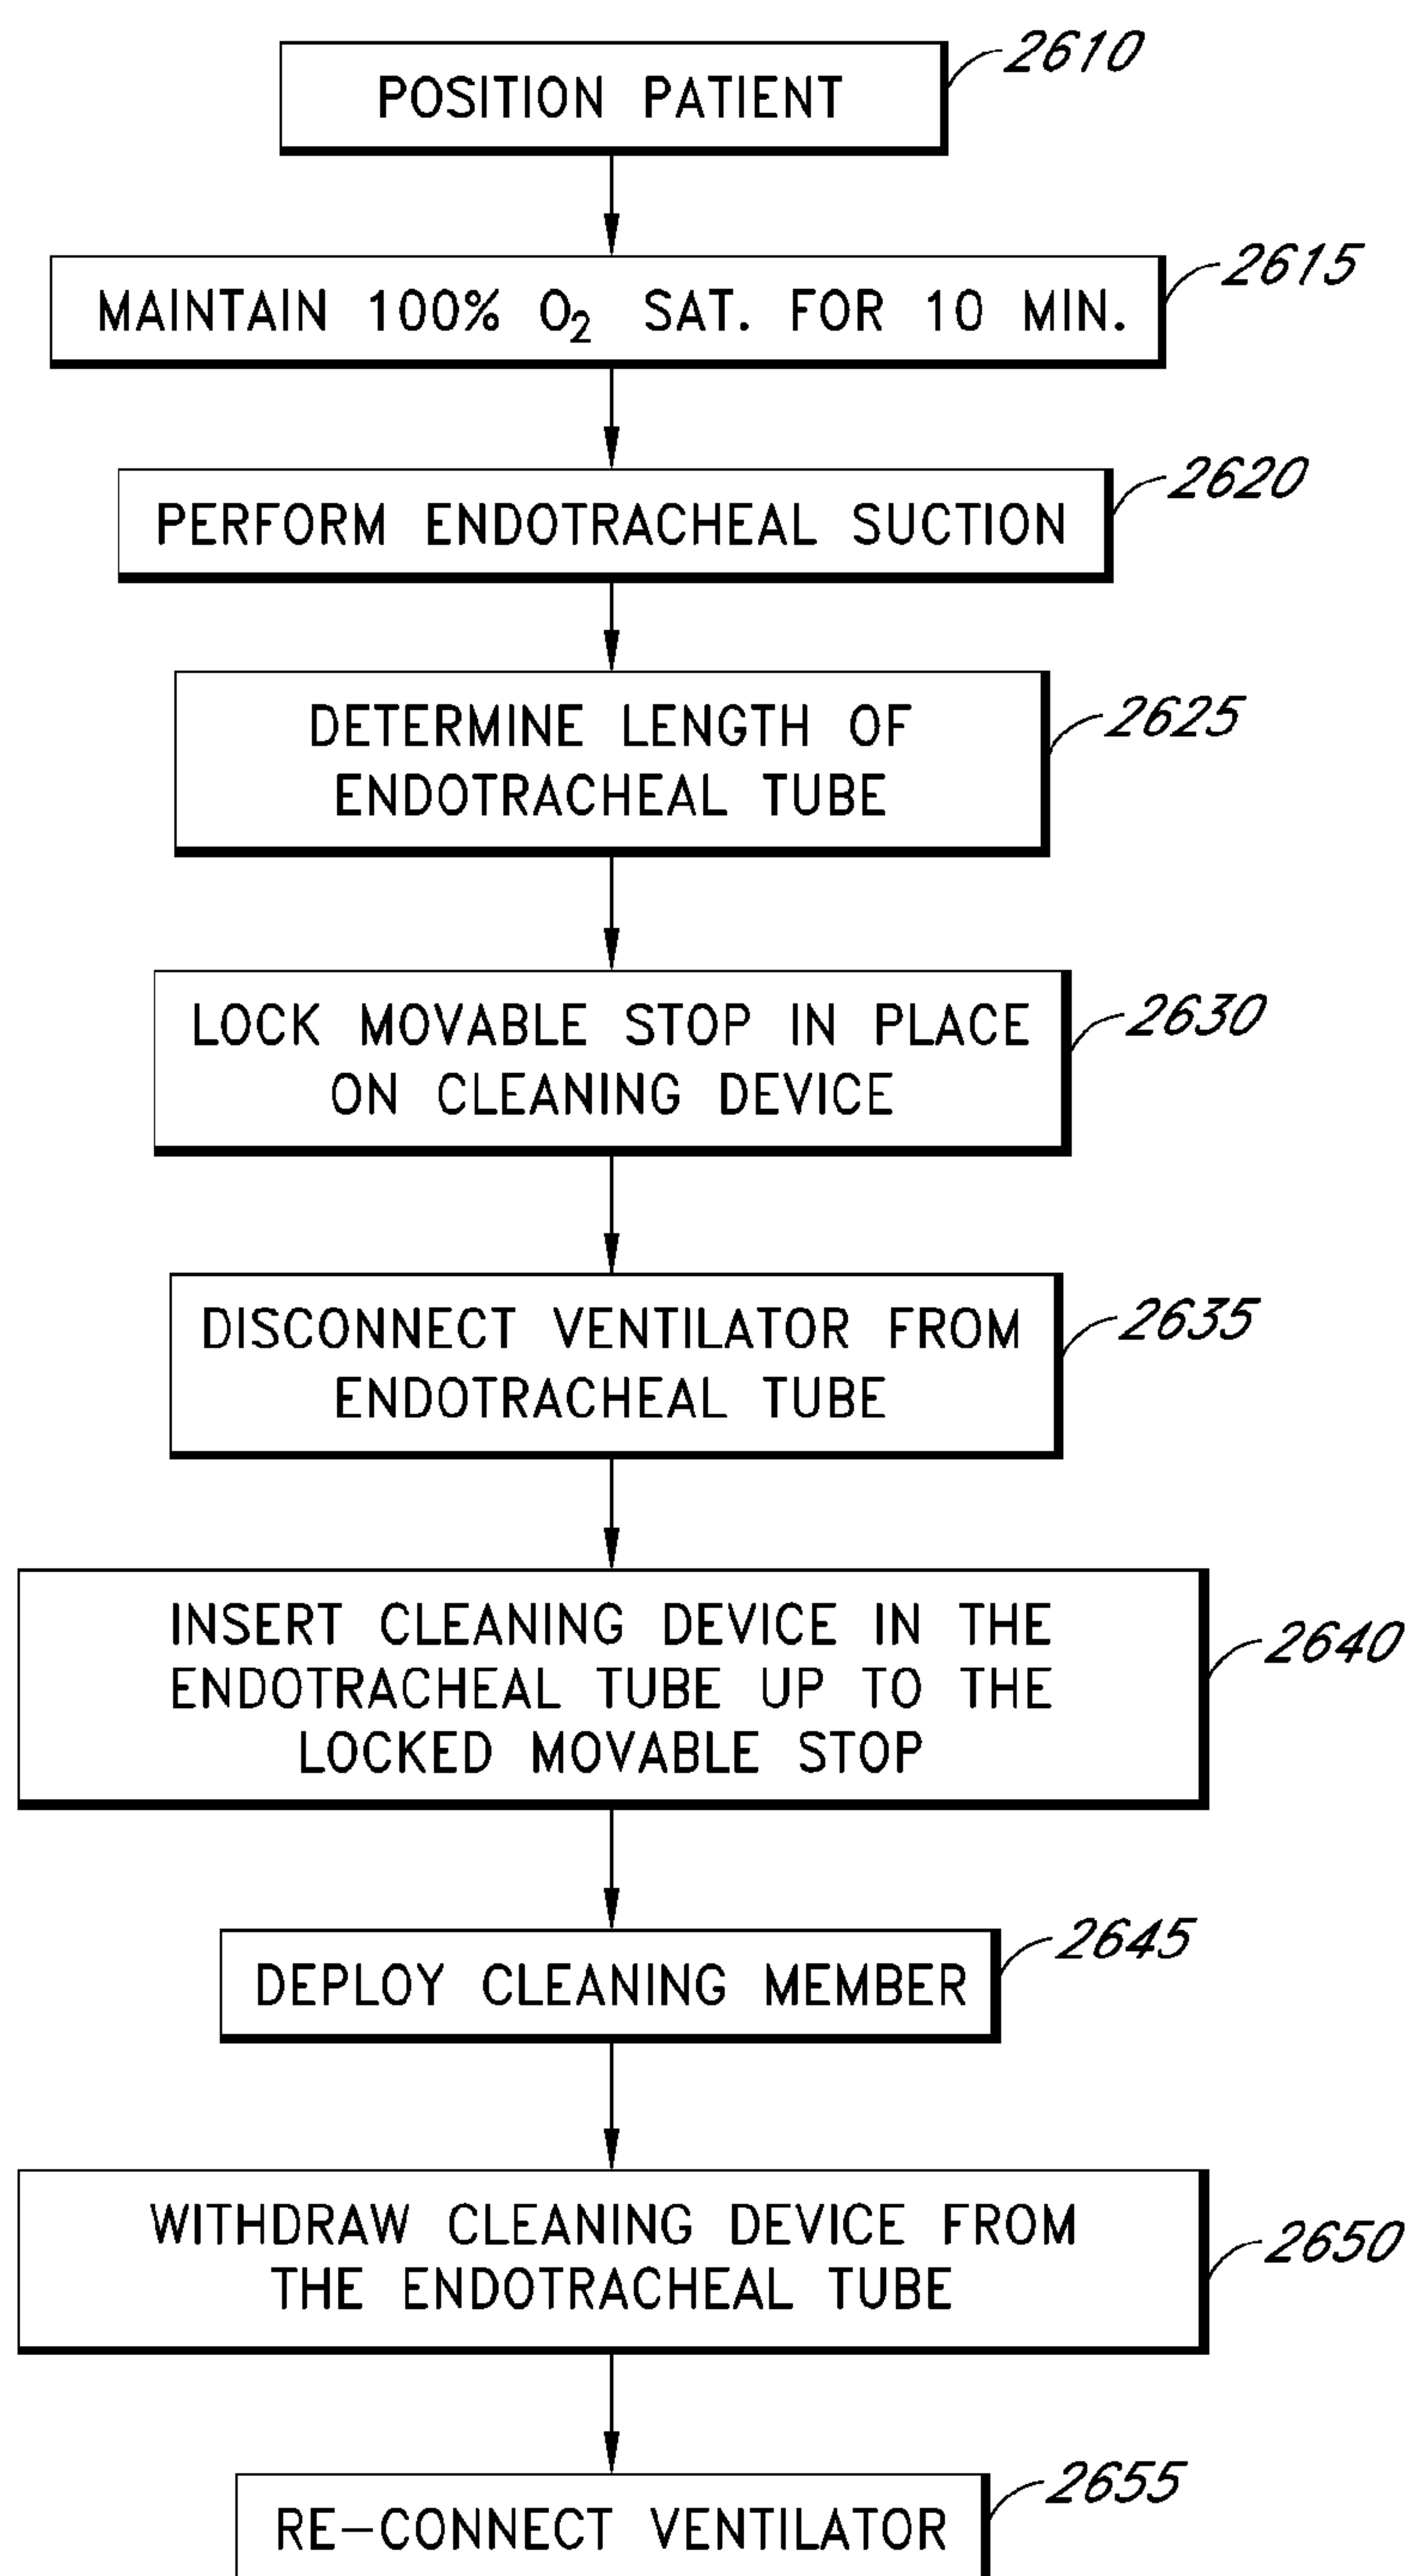 2610
POSITION PATIENT
2615
MAINTAIN 100% O₂ SAT. FOR 10 MIN.
2620
PERFORM ENDOTRACHEAL SUCTION
2625
DETERMINE LENGTH OF
ENDOTRACHEAL TUBE
2630
LOCK MOVABLE STOP IN PLACE
ON CLEANING DEVICE
2635
DISCONNECT VENTILATOR FROM
ENDOTRACHEAL TUBE
2640
INSERT CLEANING DEVICE IN THE
ENDOTRACHEAL TUBE UP TO THE
LOCKED MOVABLE STOP
2645
DEPLOY CLEANING MEMBER
2650
WITHDRAW CLEANING DEVICE FROM
THE ENDOTRACHEAL TUBE
2655
RE-CONNECT VENTILATOR